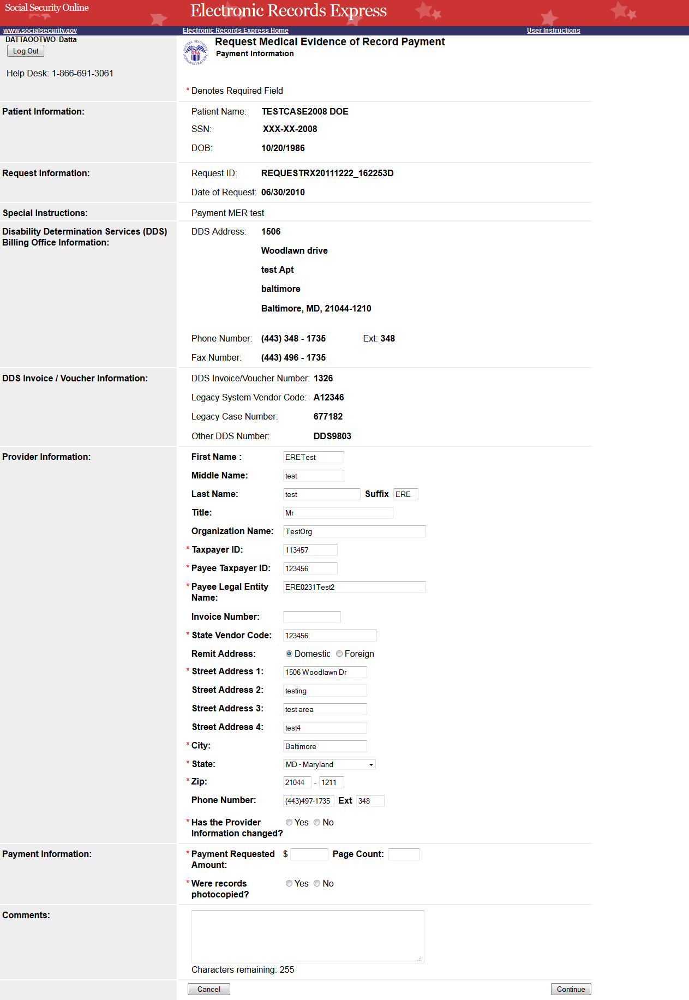 Social Security Online
Electronic Records Express
www.socialsecurity.gov
Electronic Records Express Home
User Instructions
DATTAOOTWO Datta
Log Out
Help Desk: 1-866-691-3061
SOCIAL SECURITY ADMINISTRATION
USA
Request Medical Evidence of Record Payment
Payment Information
* Denotes Required Field
Patient Information:
Patient Name: TESTCASE2008 DOE
SSN: XXX-XX-2008
DOB: 10/20/1986
Request Information:
Request ID: REQUESTRX20111222_162253D
Date of Request: 06/30/2010
Special Instructions:
Payment MER test
Disability Determination Services (DDS)
Billing Office Information:
DDS Address: 1506
Woodlawn drive
test Apt
baltimore
Baltimore, MD, 21044-1210
Phone Number: (443) 348 - 1735 Ext: 348
Fax Number: (443) 496 - 1735
DDS Invoice / Voucher Information:
DDS Invoice/Voucher Number: 1326
Legacy System Vendor Code: A12346
Legacy Case Number: 677182
Other DDS Number: DDS9803
Provider Information:
First Name : ERETest
Middle Name: test
Last Name: test Suffix ERE
Title: Mr
Organization Name: TestOrg
* Taxpayer ID: 113457
* Payee Taxpayer ID: 123456
* Payee Legal Entity ERE0231Test2
Name:
Invoice Number:
* State Vendor Code: 123456
Remit Address: Domestic Foreign
* Street Address 1: 1506 Woodlawn Dr
Street Address 2: testing
Street Address 3: test area
Street Address 4: test4
* City: Baltimore
* State: MD - Maryland
* Zip: 21044 - 1211
Phone Number: (443)497-1735 Ext 348
* Has the Provider Yes No
Information changed?
Payment Information:
* Payment Requested $ Page Count:
Amount:
* Were records Yes No
photocopied?
Comments:
Characters remaining: 255
Cancel
Continue